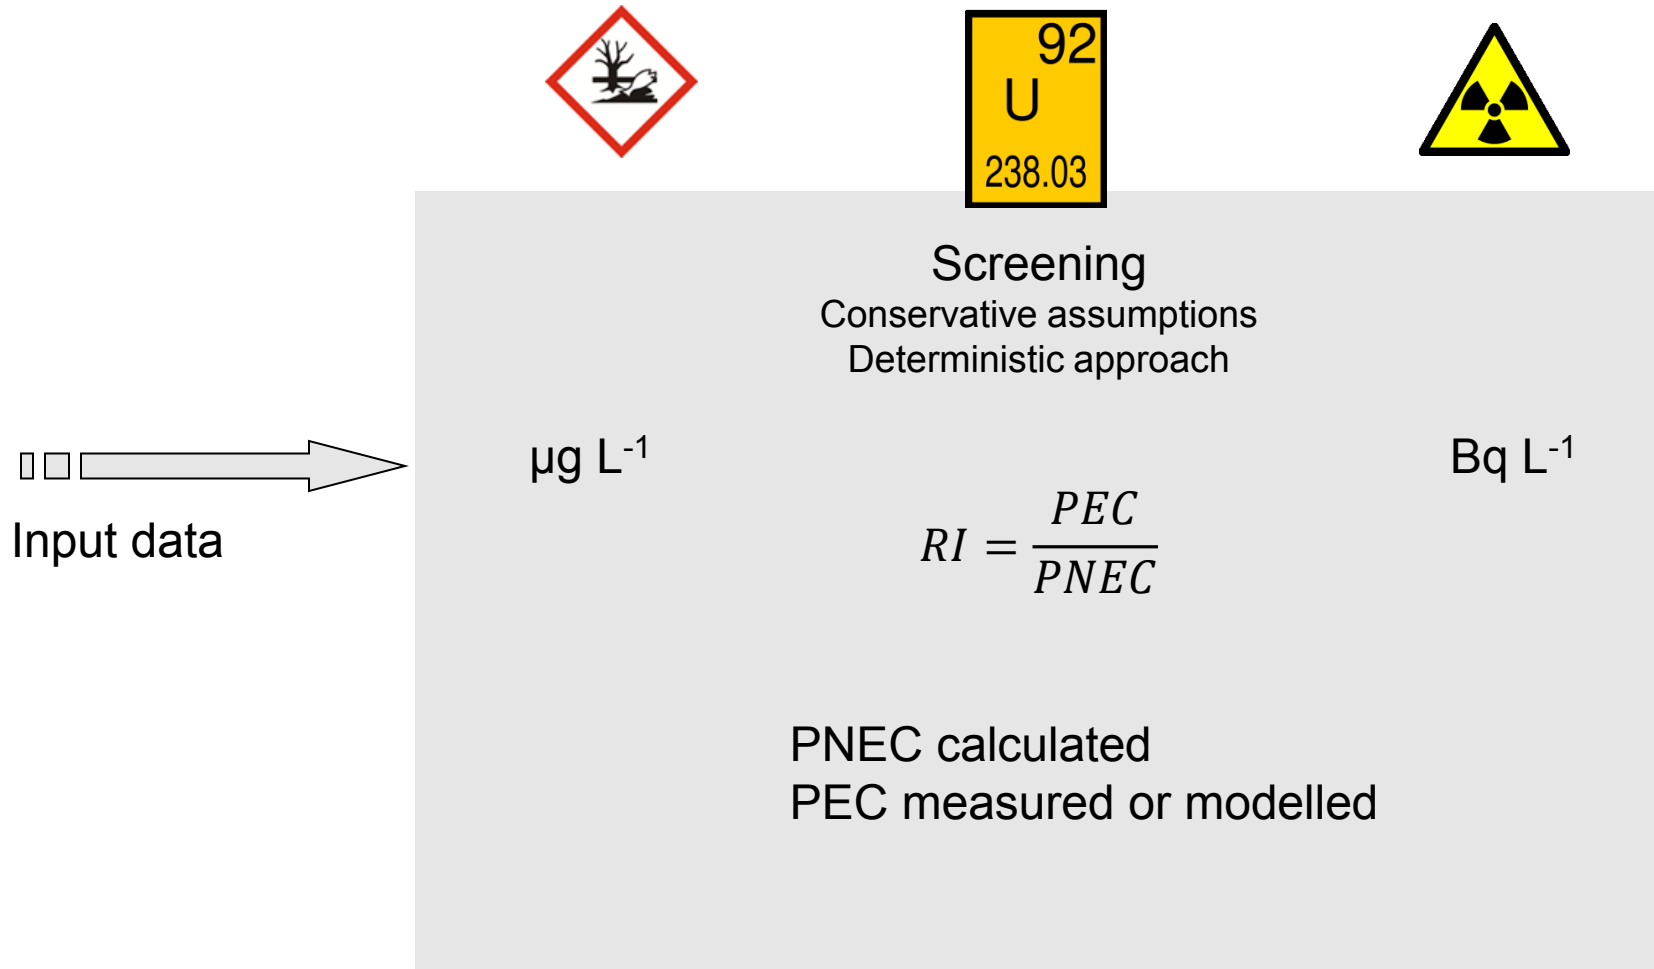 92
U
238.03
Screening
Conservative assumptions
Deterministic approach
µg L⁻¹
Bq L⁻¹
Input data
RI = PEC / PNEC
PNEC calculated
PEC measured or modelled